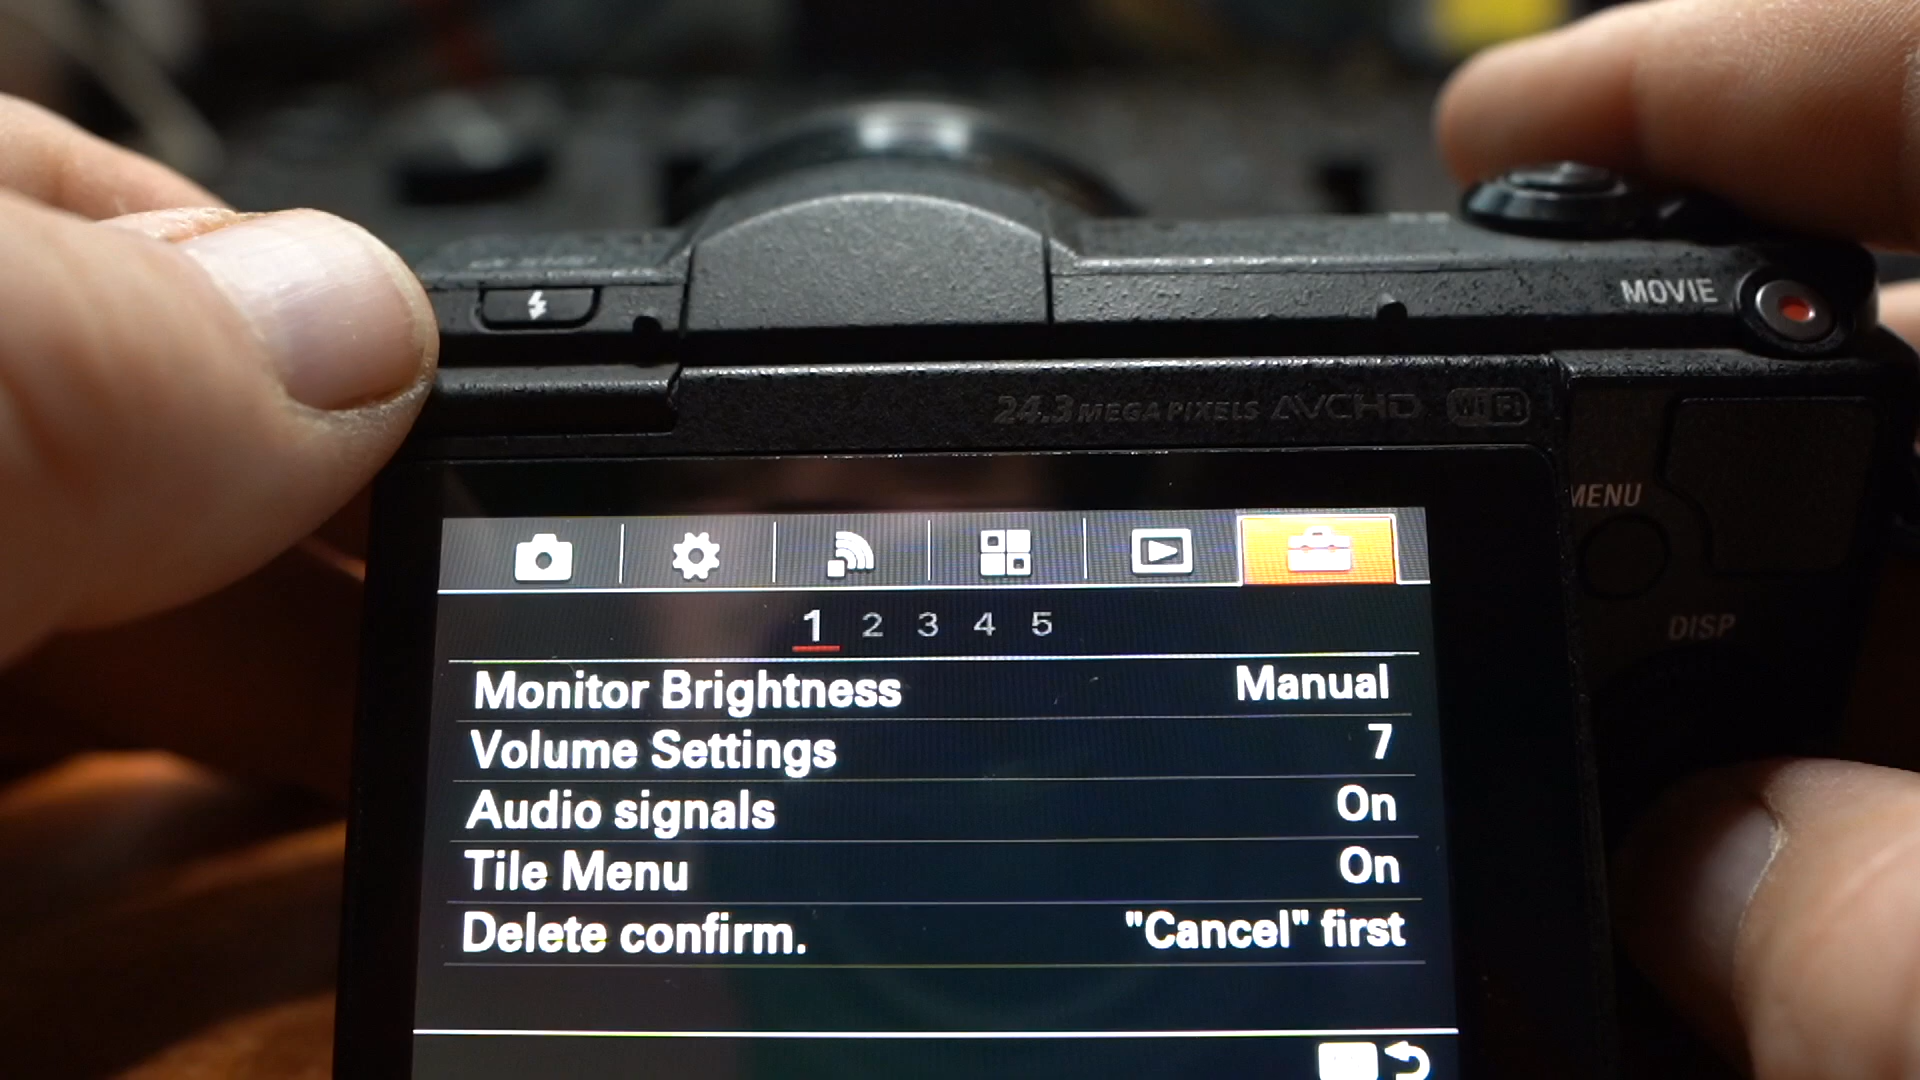 MOVIE
24.3 MEGA PIXELS AVCHD Wi Fi
MENU
DISP
1 2 3 4 5
Monitor Brightness Manual
Volume Settings 7
Audio signals On
Tile Menu On
Delete confirm. "Cancel" first